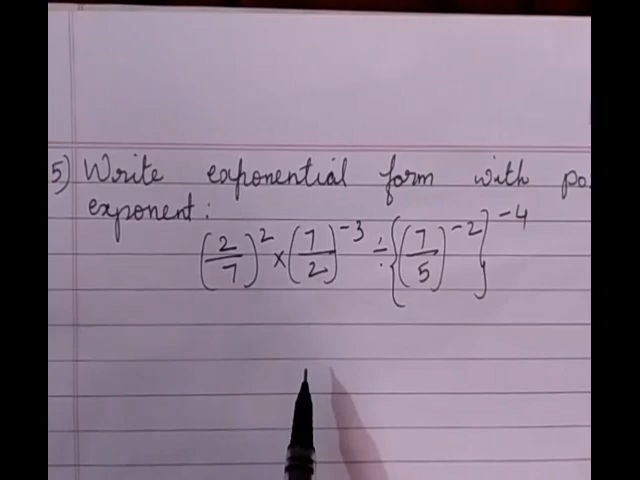 5) Write exponential form with po
exponent:
(2/7)^2 × (7/2)^-3 ÷ {(7/5)^-2}^-4